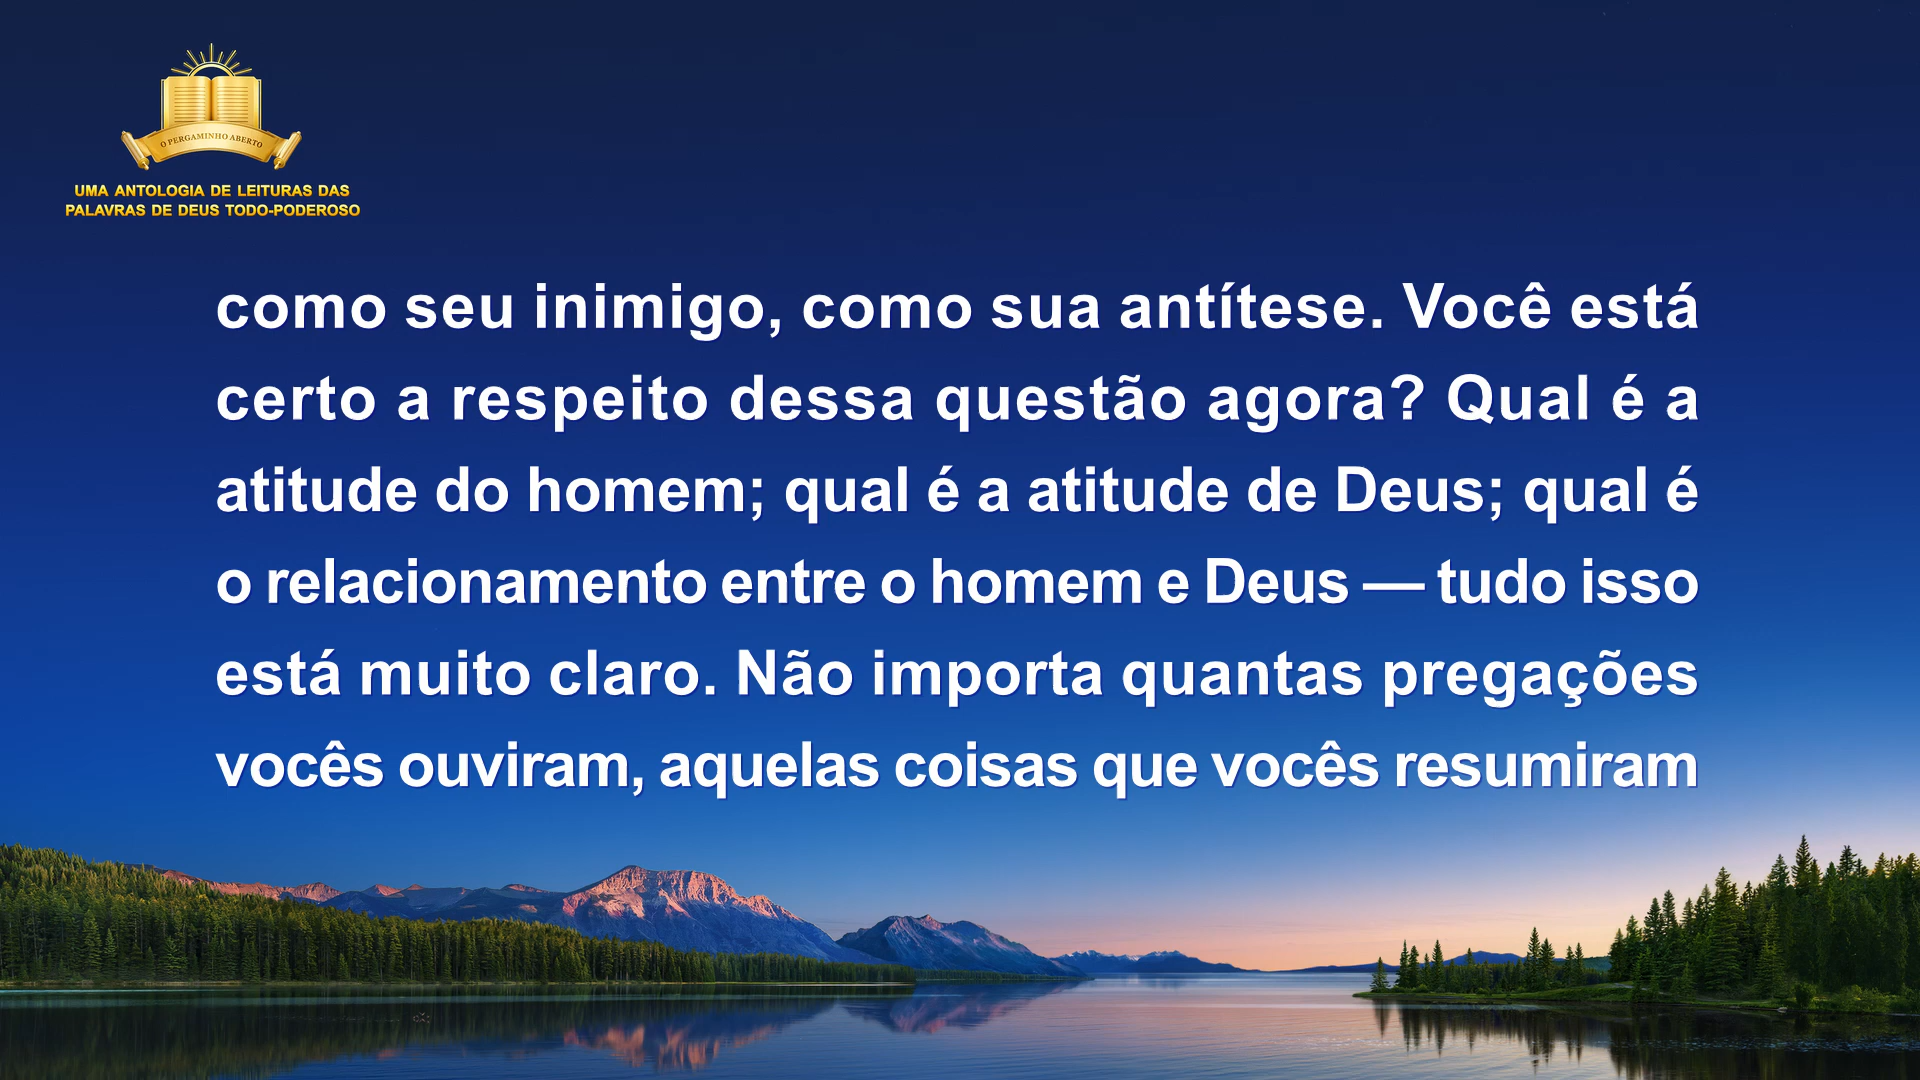 O PERGAMINHO ABERTO
UMA ANTOLOGIA DE LEITURAS DAS
PALAVRAS DE DEUS TODO-PODEROSO
como seu inimigo, como sua antítese. Você está
certo a respeito dessa questão agora? Qual é a
atitude do homem; qual é a atitude de Deus; qual é
o relacionamento entre o homem e Deus — tudo isso
está muito claro. Não importa quantas pregações
vocês ouviram, aquelas coisas que vocês resumiram